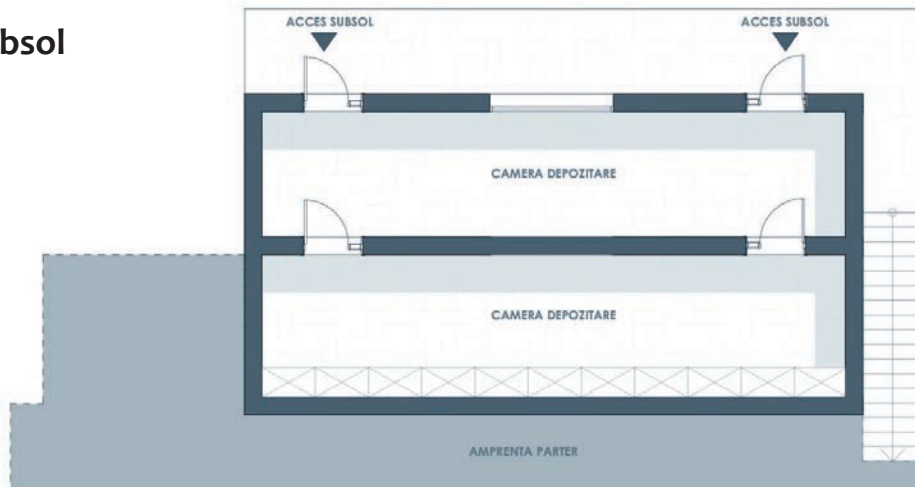 ACCES SUBSOL
ACCES SUBSOL
bsol
CAMERA DEPOZITARE
CAMERA DEPOZITARE
AMPRENTA PARTER